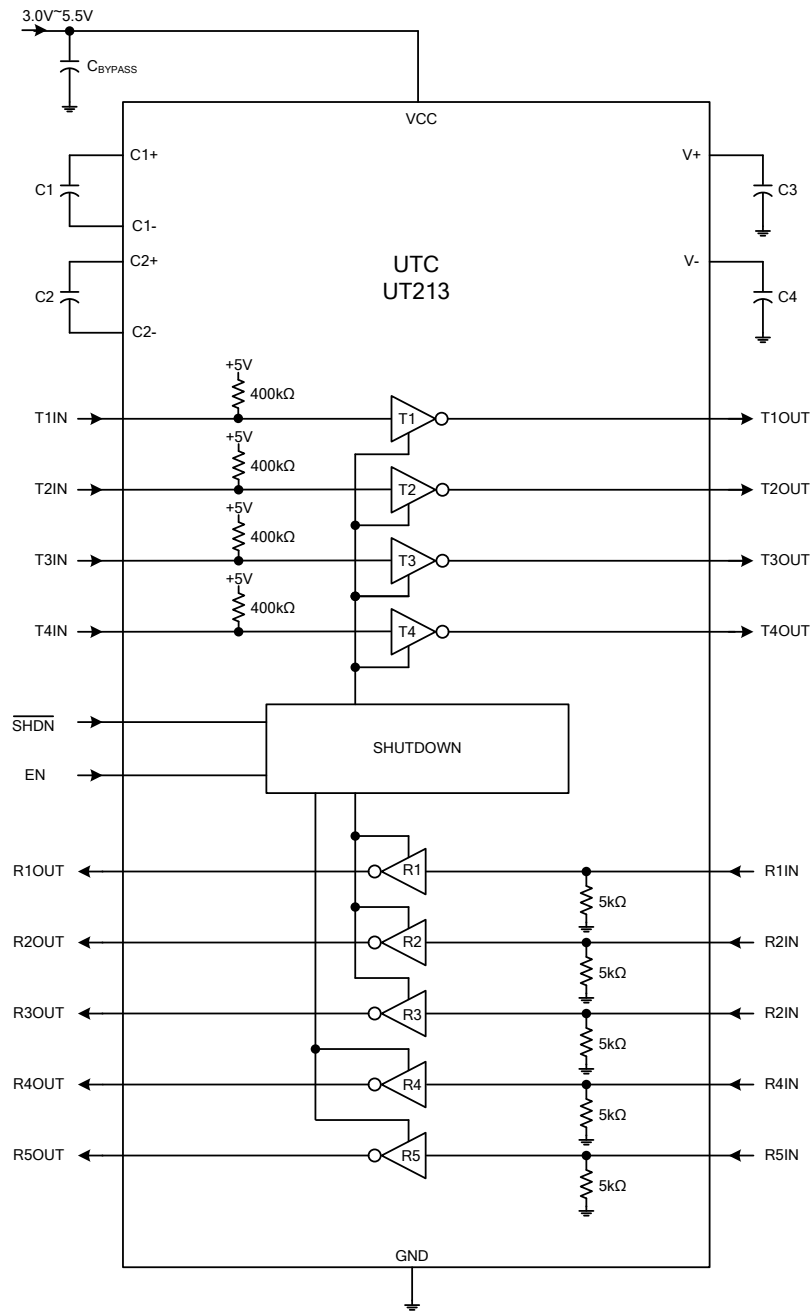 3.0V~5.5V
CBYPASS
VCC
C1+
V+
C1
C3
C1-
C2+
V-
UTC
UT213
C2
C4
C2-
+5V
400kΩ
T1IN
T1
T1OUT
+5V
400kΩ
T2IN
T2
T2OUT
+5V
400kΩ
T3IN
T3
T3OUT
+5V
400kΩ
T4IN
T4
T4OUT
SHDN
SHUTDOWN
EN
R1OUT
R1
R1IN
5kΩ
R2OUT
R2
R2IN
5kΩ
R3OUT
R3
R2IN
5kΩ
R4OUT
R4
R4IN
5kΩ
R5OUT
R5
R5IN
5kΩ
GND